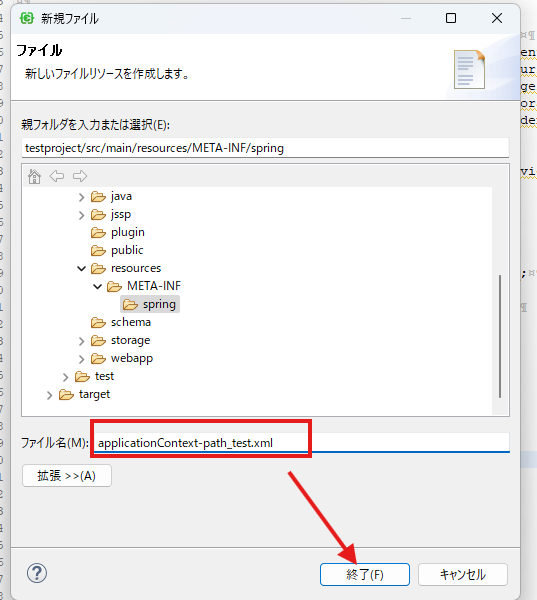 新規ファイル
ファイル
新しいファイルリソースを作成します。
親フォルダを入力または選択(E):
testproject/src/main/resources/META-INF/spring
java
jssp
plugin
public
resources
META-INF
spring
schema
storage
webapp
test
target
ファイル名(M): applicationContext-path_test.xml
拡張 >>(A)
終了(F) キャンセル